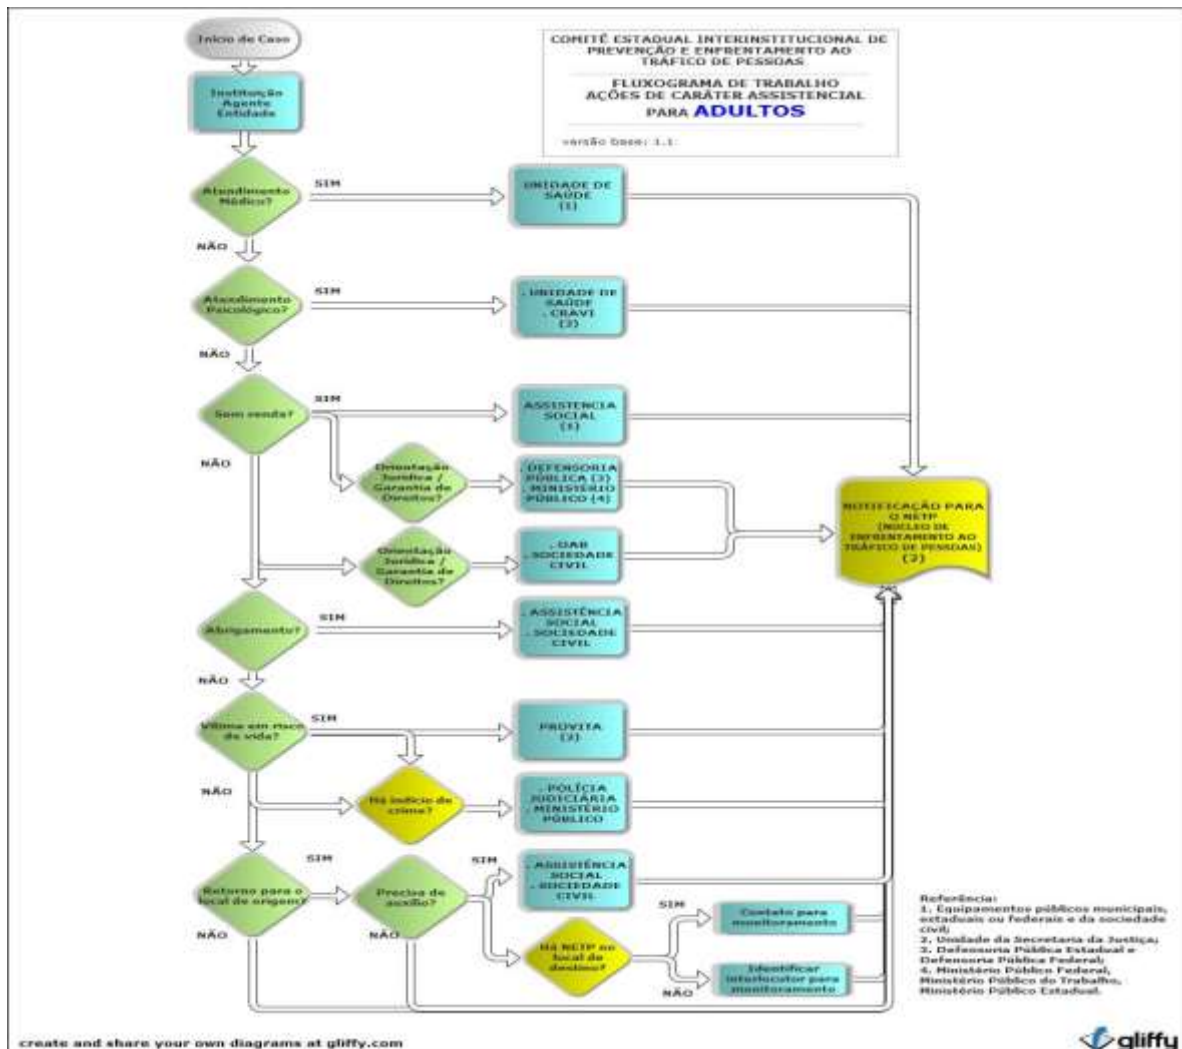 Início de Caso
COMITÊ ESTADUAL INTERINSTITUCIONAL DE
PREVENÇÃO E ENFRENTAMENTO AO
TRÁFICO DE PESSOAS
FLUXOGRAMA DE TRABALHO
AÇÕES DE CARÁTER ASSISTENCIAL
PARA ADULTOS
versão base: 1.1
Instituição
Agente
Entidade
Atendimento
Médico?
SIM
UNIDADE DE
SAÚDE
(1)
NÃO
Atendimento
Psicológico?
SIM
. UNIDADE DE
SAÚDE
. CRAVI
(2)
NÃO
Sem renda?
SIM
ASSISTENCIA
SOCIAL
(1)
NÃO
Orientação
Jurídica /
Garantia de
Direitos?
. DEFENSORIA
PÚBLICA (3)
. MINISTÉRIO
PÚBLICO (4)
NOTIFICAÇÃO PARA
O NETP
(NÚCLEO DE
ENFRENTAMENTO AO
TRÁFICO DE PESSOAS)
(2)
Orientação
Jurídica /
Garantia de
Direitos?
. OAB
. SOCIEDADE
CIVIL
Abrigamento?
SIM
. ASSISTÊNCIA
SOCIAL
. SOCIEDADE
CIVIL
NÃO
Vítima em risco
de vida?
SIM
PROVITA
(2)
NÃO
Há indício de
crime?
. POLÍCIA
JUDICIÁRIA
. MINISTÉRIO
PÚBLICO
Retorno para o
local de origem?
SIM
Precisa de
auxílio?
SIM
. ASSISTÊNCIA
SOCIAL
. SOCIEDADE
CIVIL
NÃO
NÃO
Há NETP no
local de
destino?
SIM
Contato para
monitoramento
NÃO
Identificar
interlocutor para
monitoramento
Referência:
1. Equipamentos públicos municipais,
estaduais ou federais e da sociedade
civil;
2. Unidade da Secretaria da Justiça;
3. Defensoria Pública Estadual e
Defensoria Pública Federal;
4. Ministério Público Federal,
Ministério Público do Trabalho,
Ministério Público Estadual.
create and share your own diagrams at gliffy.com
gliffy